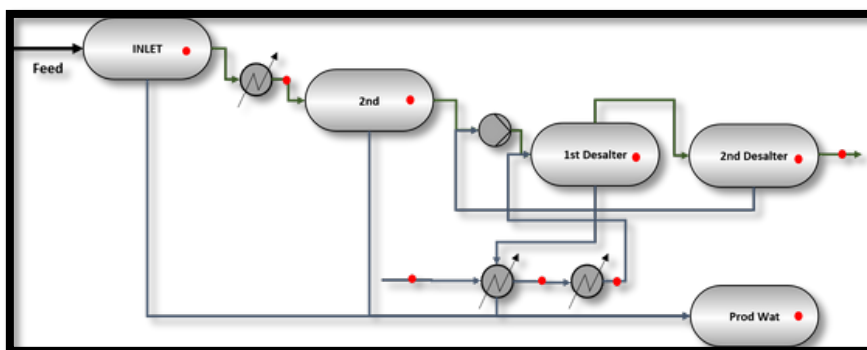 INLET
Feed
2nd
1st Desalter
2nd Desalter
Prod Wat